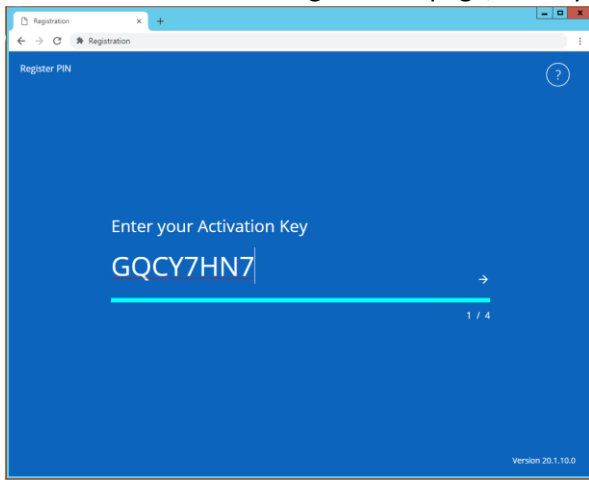 Registration
Registration
Register PIN
?
Enter your Activation Key
GQCY7HN7
1 / 4
Version 20.1.10.0